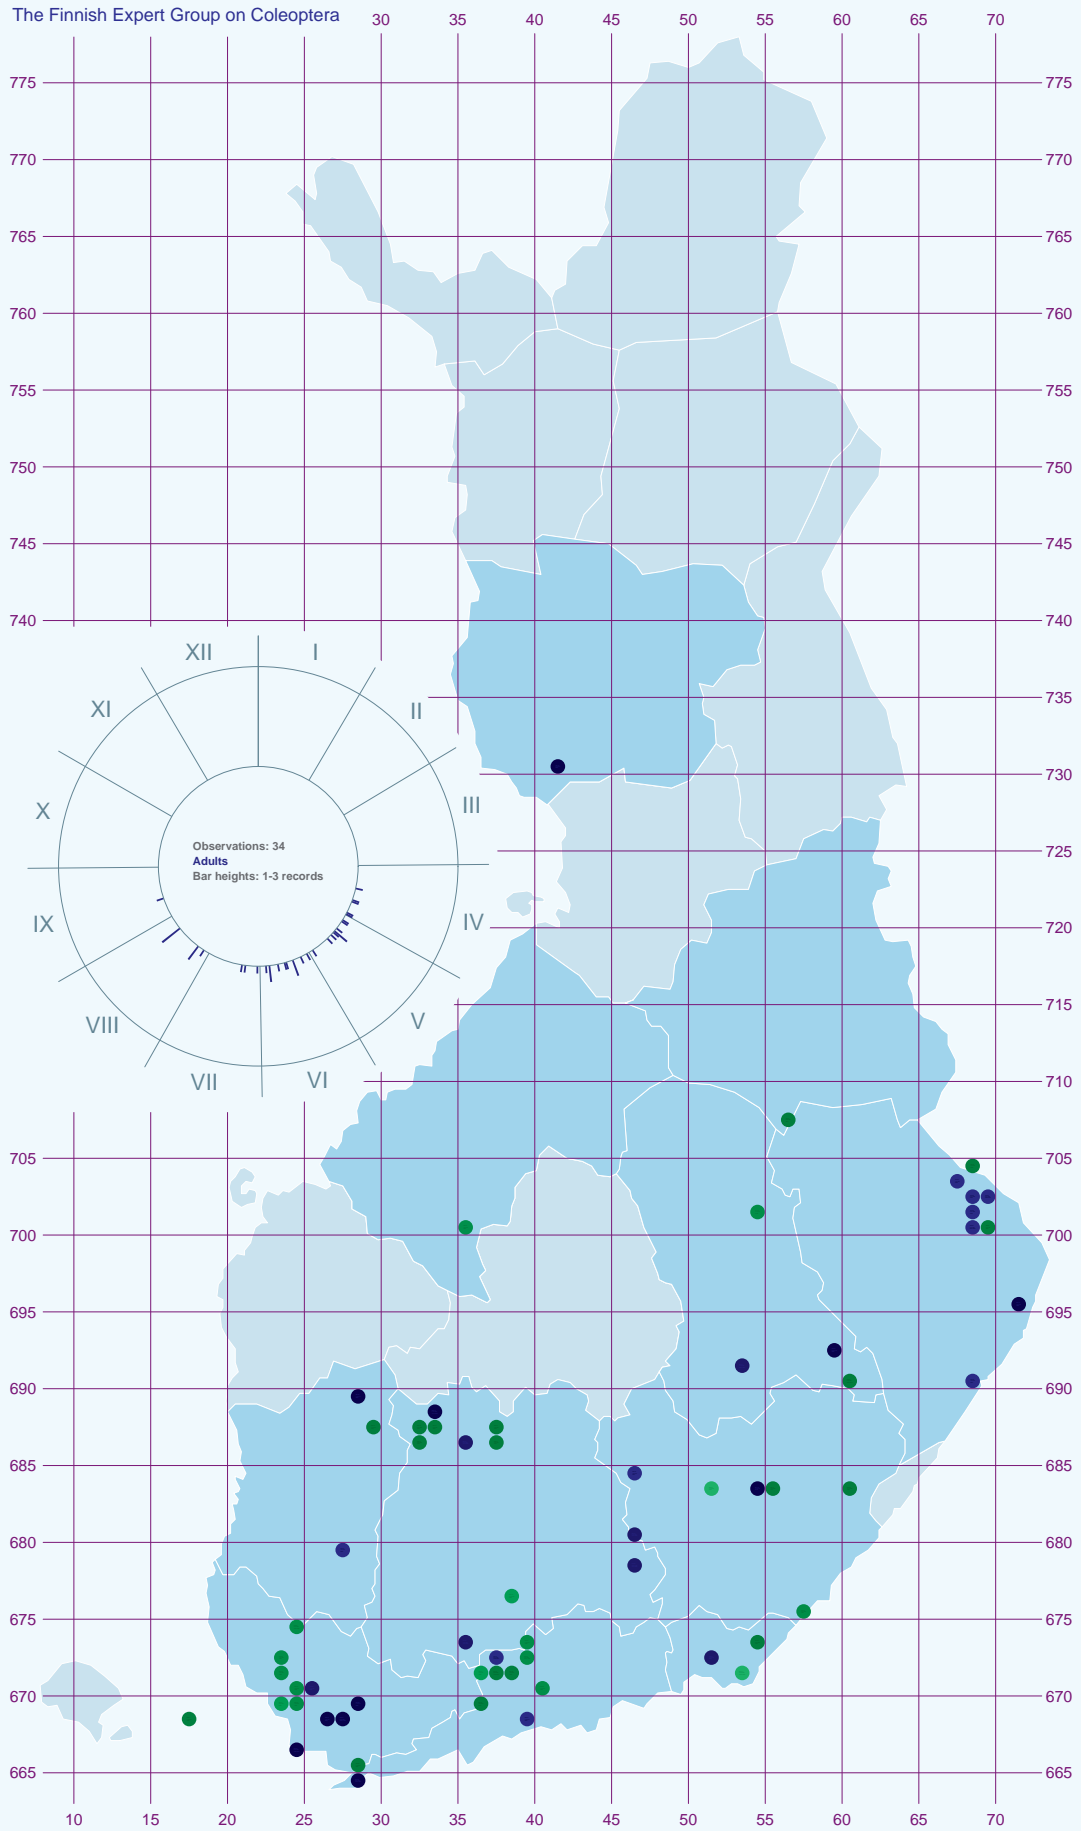 The Finnish Expert Group on Coleoptera
30 35 40 45 50 55 60 65 70
775 775
770 770
765 765
760 760
755 755
750 750
745 745
740 740
XII I
XI II
735
730
X III
Observations: 34
Adults
Bar heights: 1-3 records
725
IX IV
720
VIII V
715
VII VI
710
705 705
700 700
695 695
690 690
685 685
680 680
675 675
670 670
665 665
10 15 20 25 30 35 40 45 50 55 60 65 70